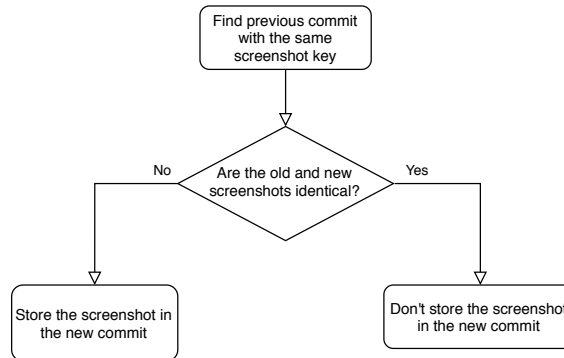 Find previous commit
with the same
screenshot key
No
Are the old and new
screenshots identical?
Yes
Store the screenshot in
the new commit
Don't store the screenshot
in the new commit